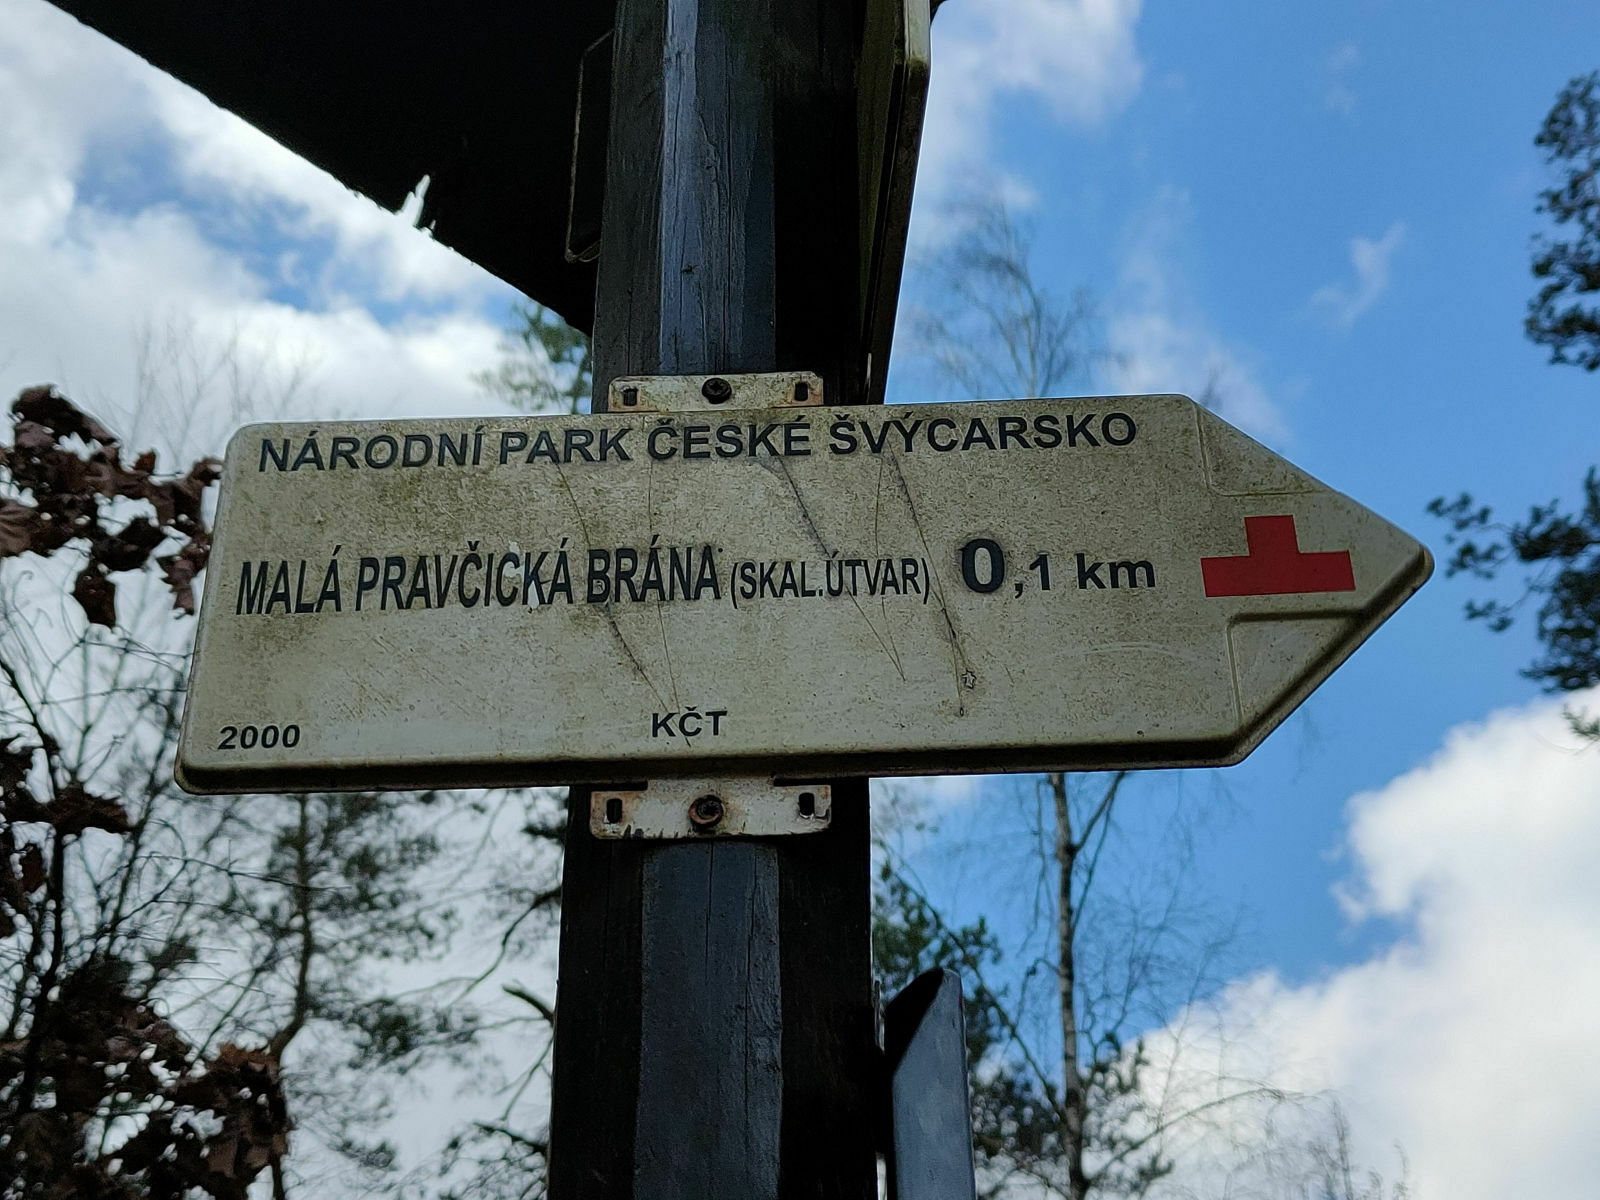 NÁRODNÍ PARK ČESKÉ ŠVÝCARSKO
MALÁ PRAVČICKÁ BRÁNA (SKAL.ÚTVAR) 0,1 km
2000 KČT